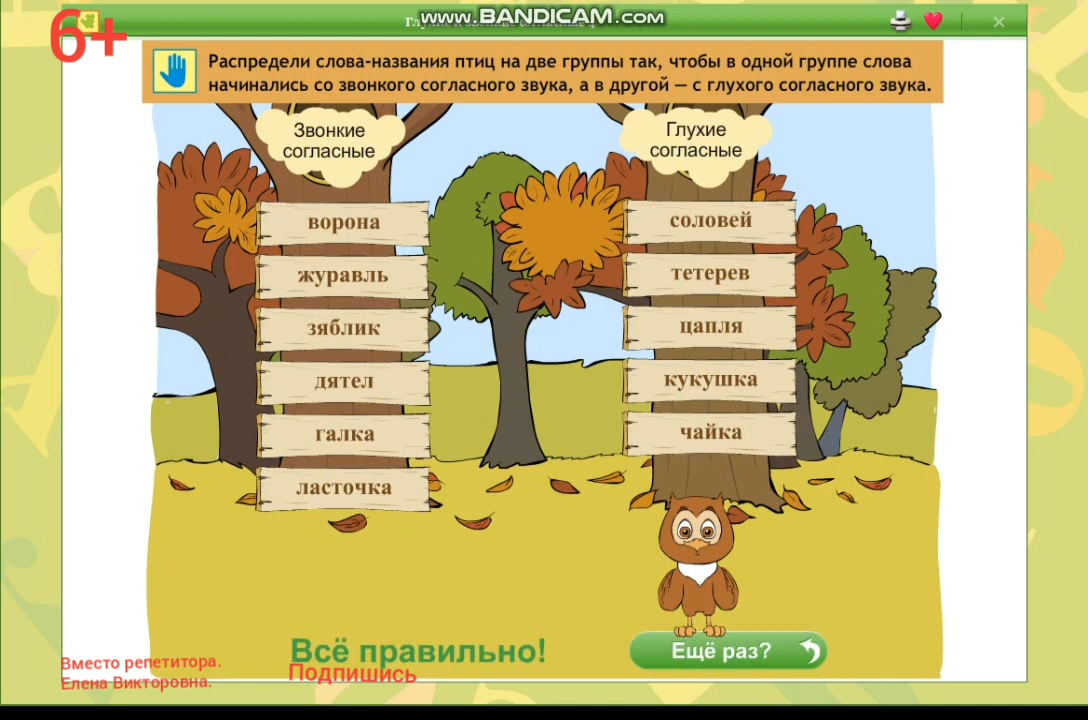 www.BANDICAM.com
6+
Распредели слова-названия птиц на две группы так, чтобы в одной группе слова
начинались со звонкого согласного звука, а в другой — с глухого согласного звука.
Звонкие
согласные
Глухие
согласные
ворона
журавль
зяблик
дятел
галка
ласточка
соловей
тетерев
цапля
кукушка
чайка
Всё правильно!
Ещё раз?
Подпишись
Вместо репетитора.
Елена Викторовна.